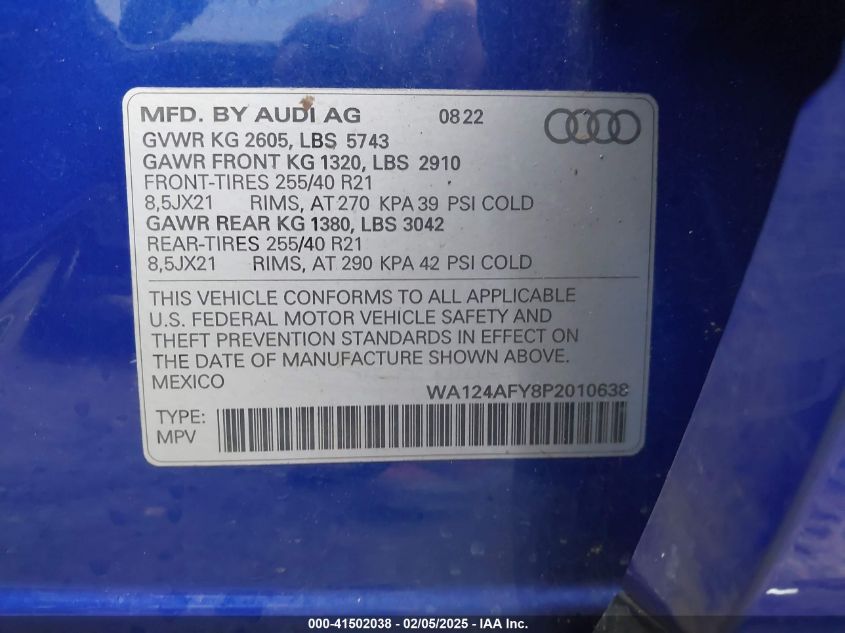 MFD. BY AUDI AG 0822
GVWR KG 2605, LBS 5743
GAWR FRONT KG 1320, LBS 2910
FRONT-TIRES 255/40 R21
8,5JX21 RIMS, AT 270 KPA 39 PSI COLD
GAWR REAR KG 1380, LBS 3042
REAR-TIRES 255/40 R21
8,5JX21 RIMS, AT 290 KPA 42 PSI COLD
THIS VEHICLE CONFORMS TO ALL APPLICABLE
U.S. FEDERAL MOTOR VEHICLE SAFETY AND
THEFT PREVENTION STANDARDS IN EFFECT ON
THE DATE OF MANUFACTURE SHOWN ABOVE.
MEXICO WA124AFY8P2010638
TYPE:
MPV
000-41502038 - 02/05/2025 - IAA Inc.